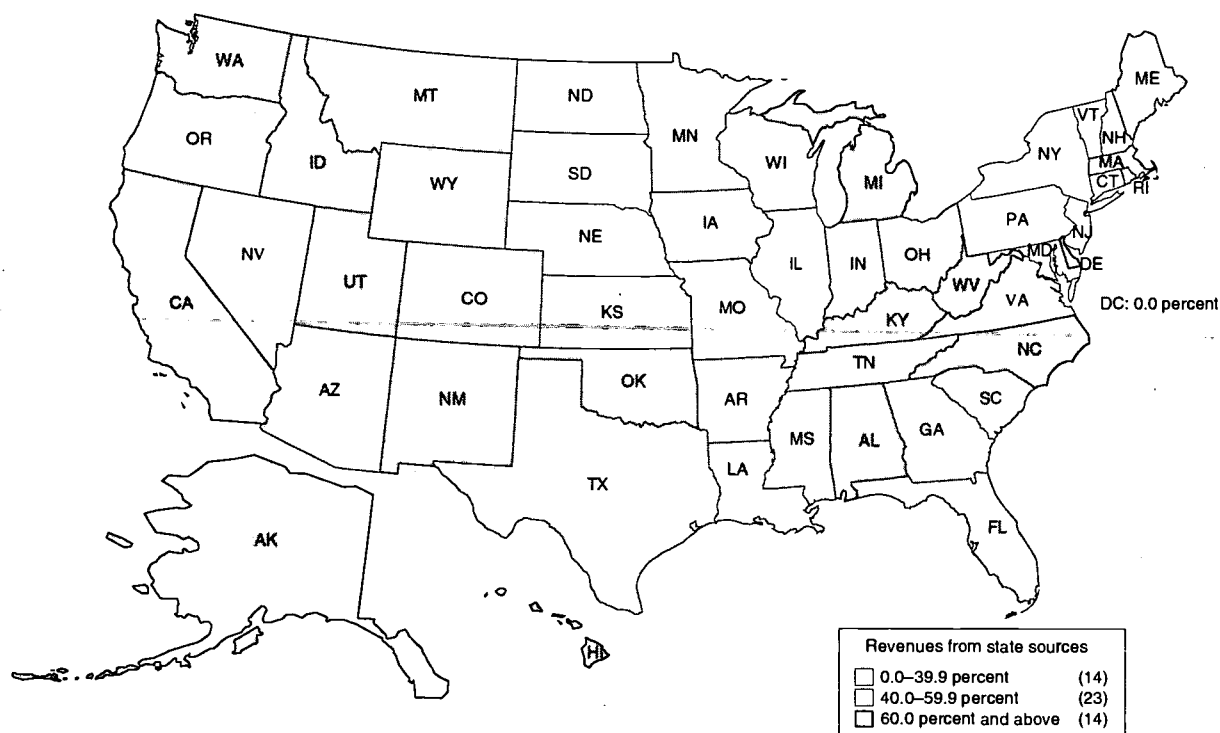 WA
MT
ND
MN
ME
VT
NH
OR
ID
WY
SD
WI
MI
NY
MA
CT
RI
NV
UT
CO
NE
IA
IL
IN
OH
PA
NJ
MD
DE
WV
VA
DC: 0.0 percent
CA
KS
MO
KY
AZ
NM
OK
AR
TN
NC
SC
TX
LA
MS
AL
GA
FL
AK
HI
Revenues from state sources
0.0–39.9 percent (14)
40.0–59.9 percent (23)
60.0 percent and above (14)